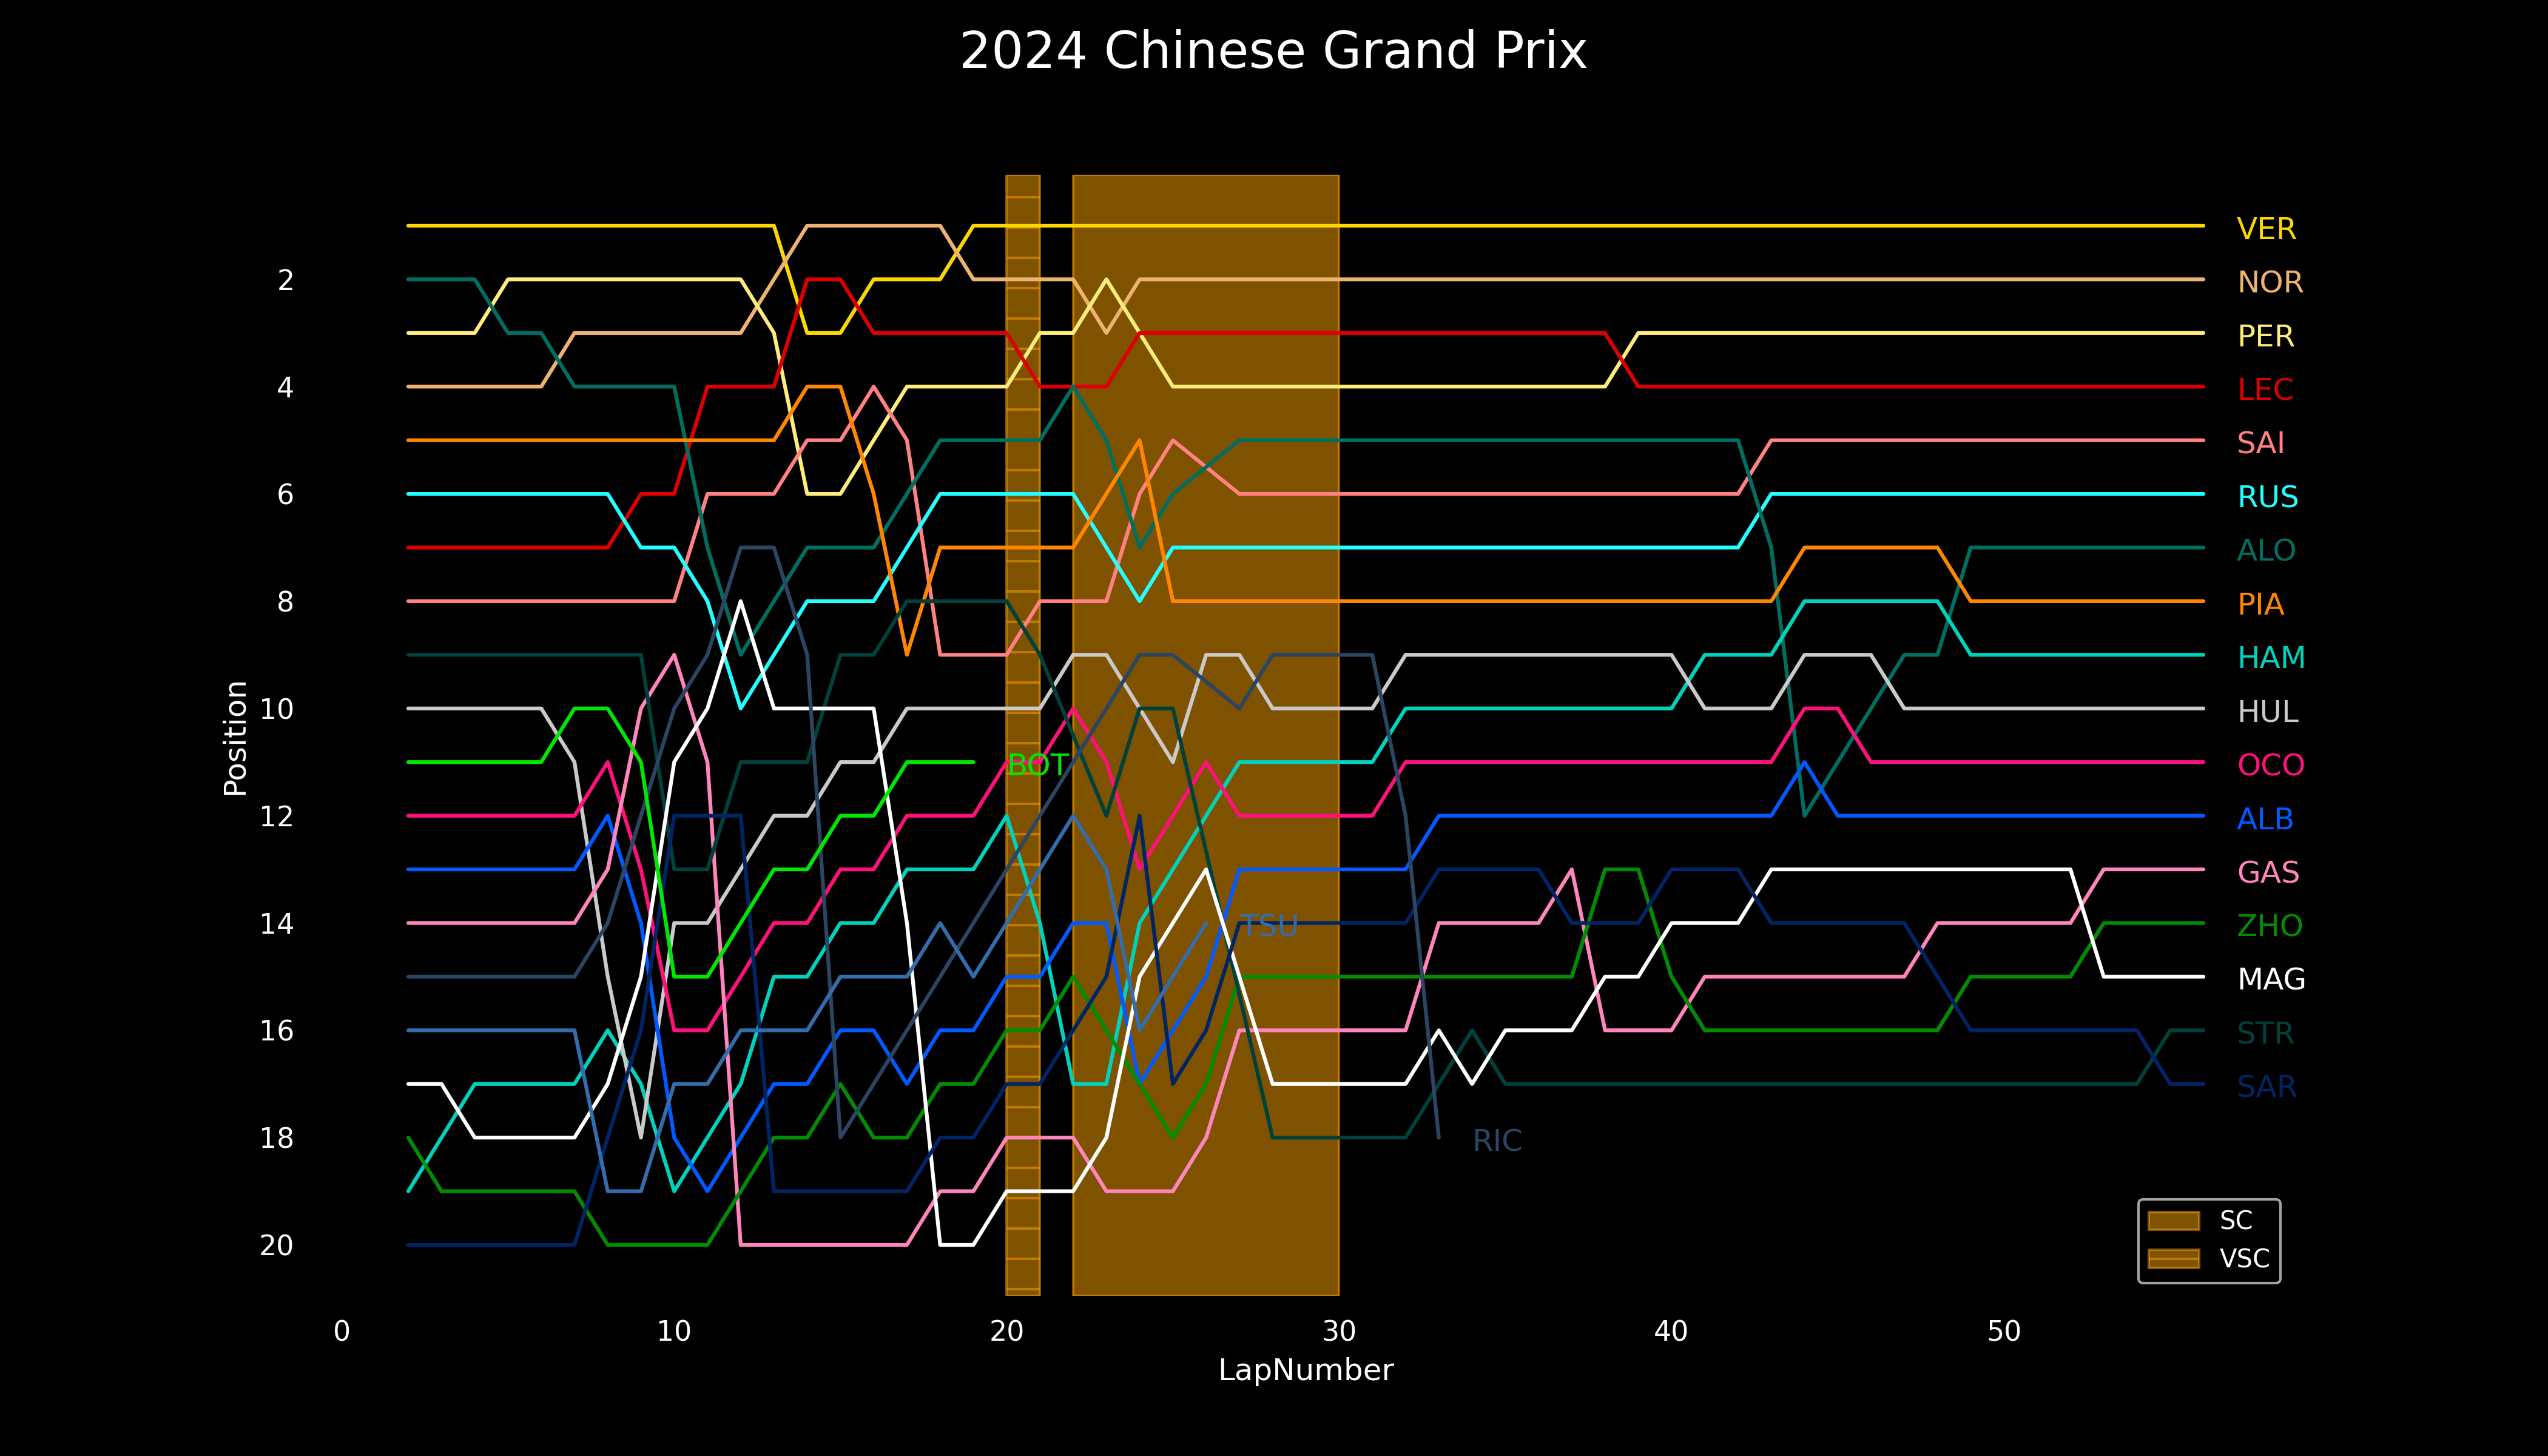 2024 Chinese Grand Prix
Position
2
4
6
8
10
12
14
16
18
20
VER
NOR
PER
LEC
SAI
RUS
ALO
PIA
HAM
HUL
OCO
ALB
GAS
ZHO
MAG
STR
SAR
BOT
TSU
RIC
SC
VSC
0 10 20 30 40 50
LapNumber